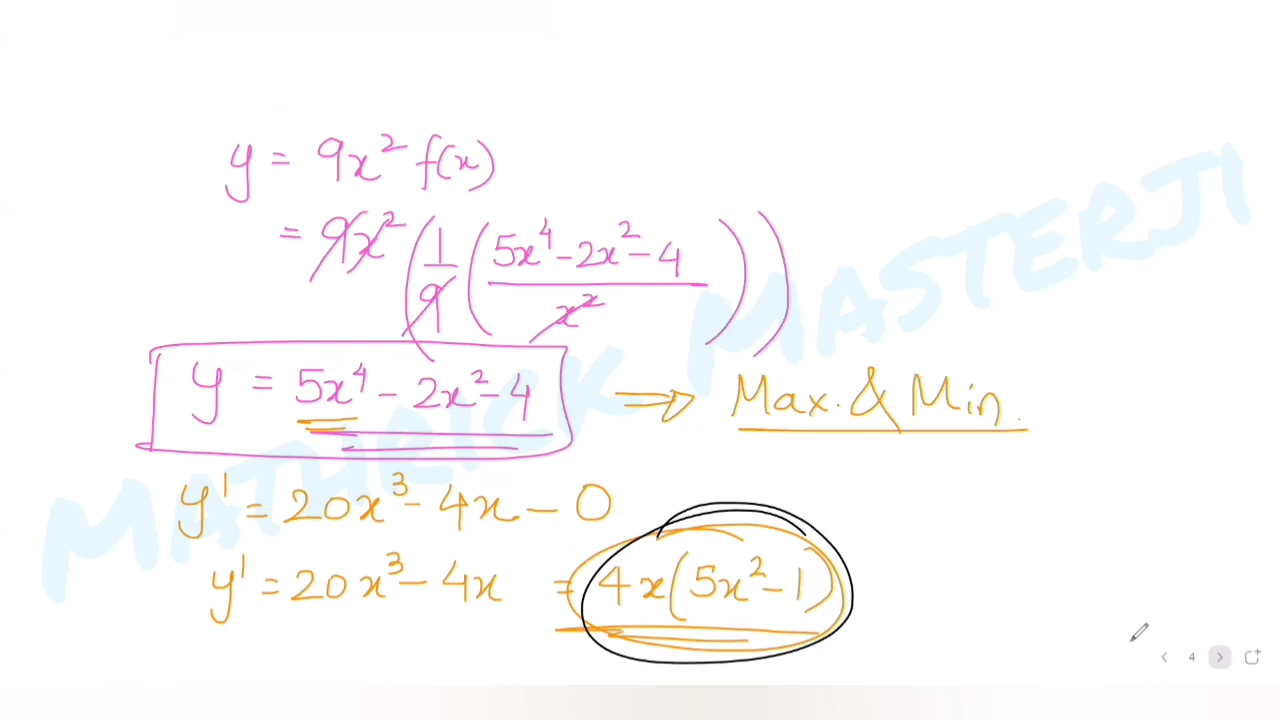 y = 9x² f(x)
= 9x² (1/9 ((5x⁴-2x²-4)/x²))
y = 5x⁴-2x²-4 ⇒ Max. & Min.
y' = 20x³-4x-0
y' = 20x³-4x = 4x(5x²-1)
MATHRICK MASTERJI
4